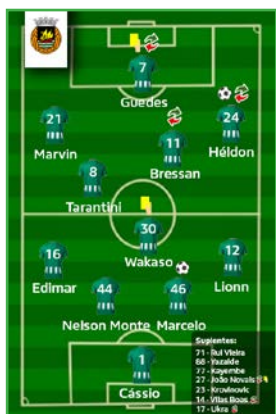 7
Guedes
21
Marvin
24
Héldon
11
Bressan
8
Tarantini
30
Wakaso
16
Edimar
12
Lionn
44
Nelson Monte
46
Marcelo
1
Cássio
Suplentes:
71 - Rui Vieira
68 - Yazalde
77 - Kayembe
27 - João Novais
23 - Krovinovic
14 - Vilas Boas
17 - Ukra